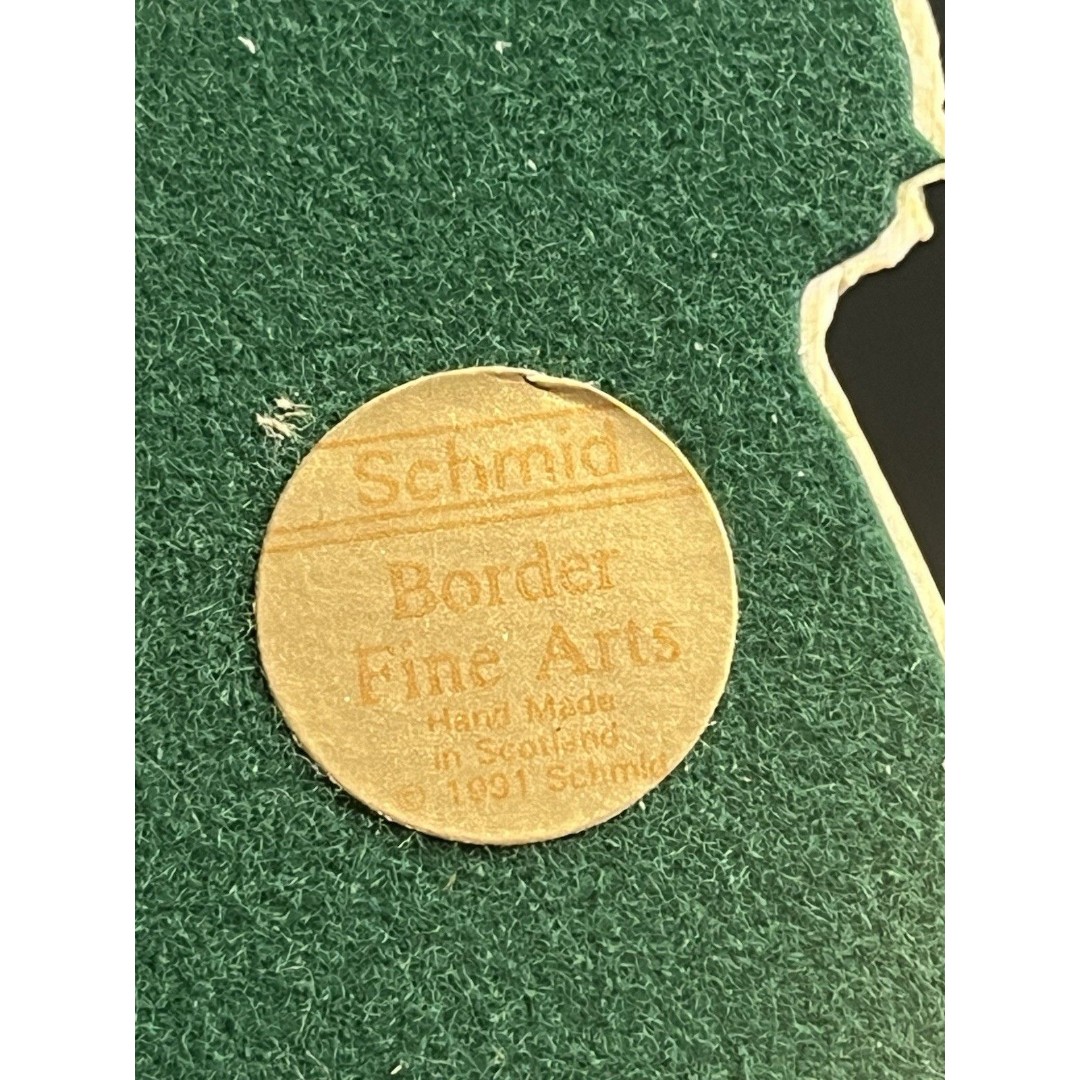 Schmid
Border
Fine Arts
Hand Made
in Scotland
© 1991 Schmid